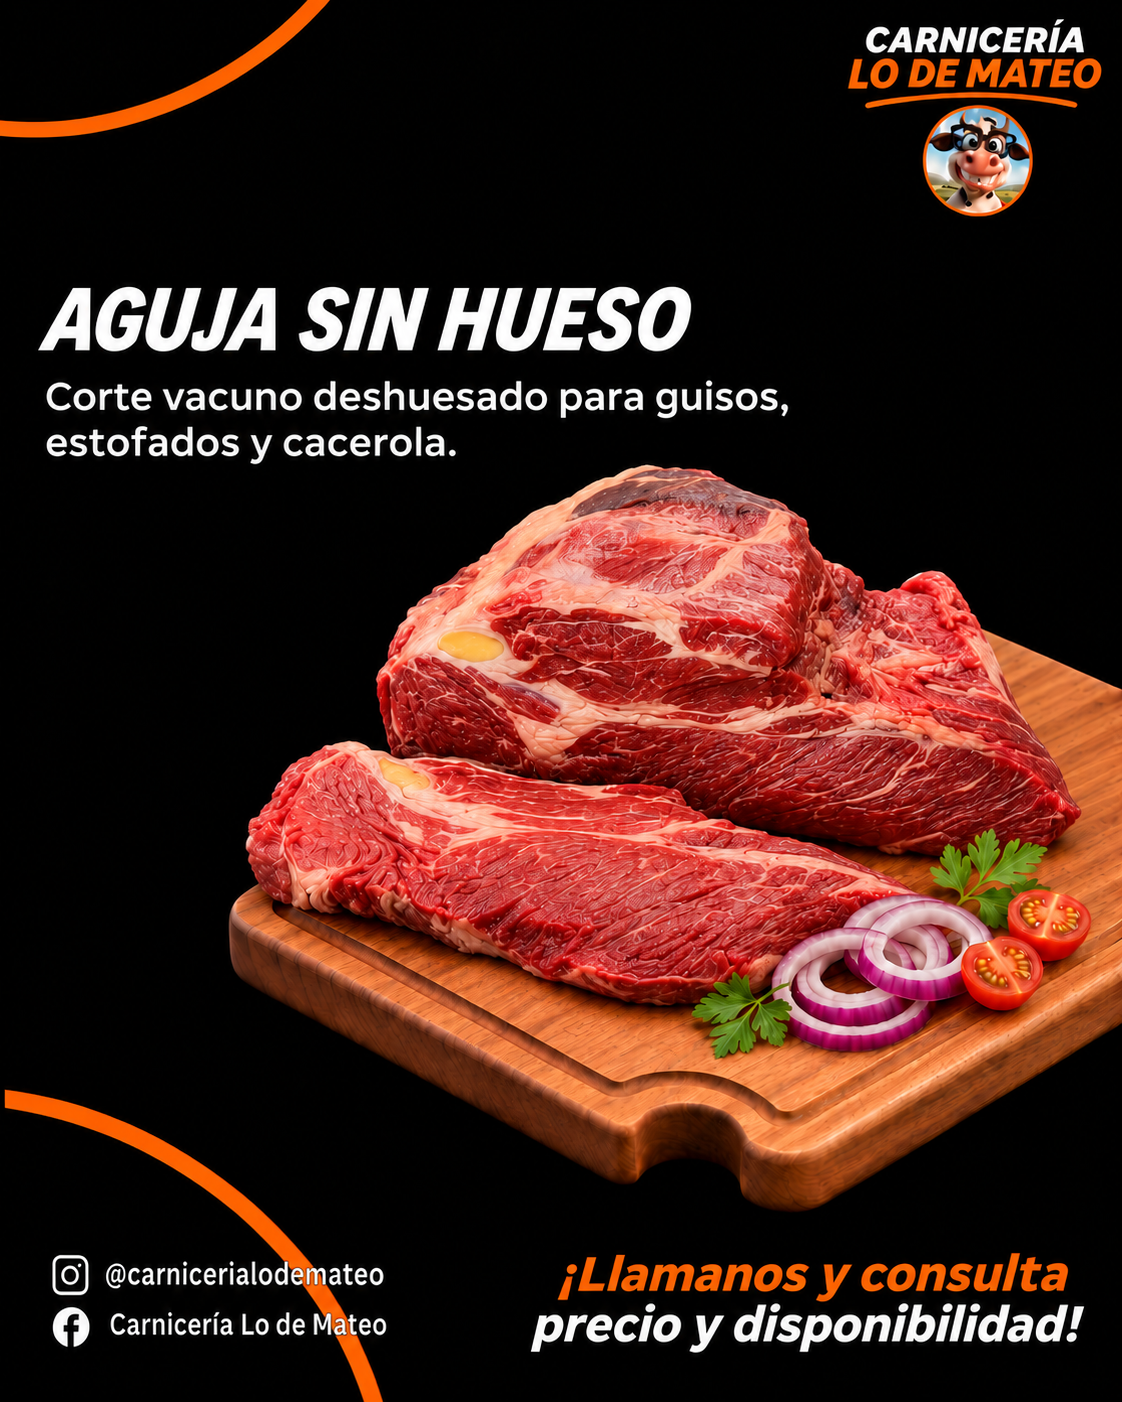 CARNICERÍA
LO DE MATEO
AGUJA SIN HUESO
Corte vacuno deshuesado para guisos,
estofados y cacerola.
@carnicerialodemateo
Carnicería Lo de Mateo
¡Llamanos y consulta
precio y disponibilidad!